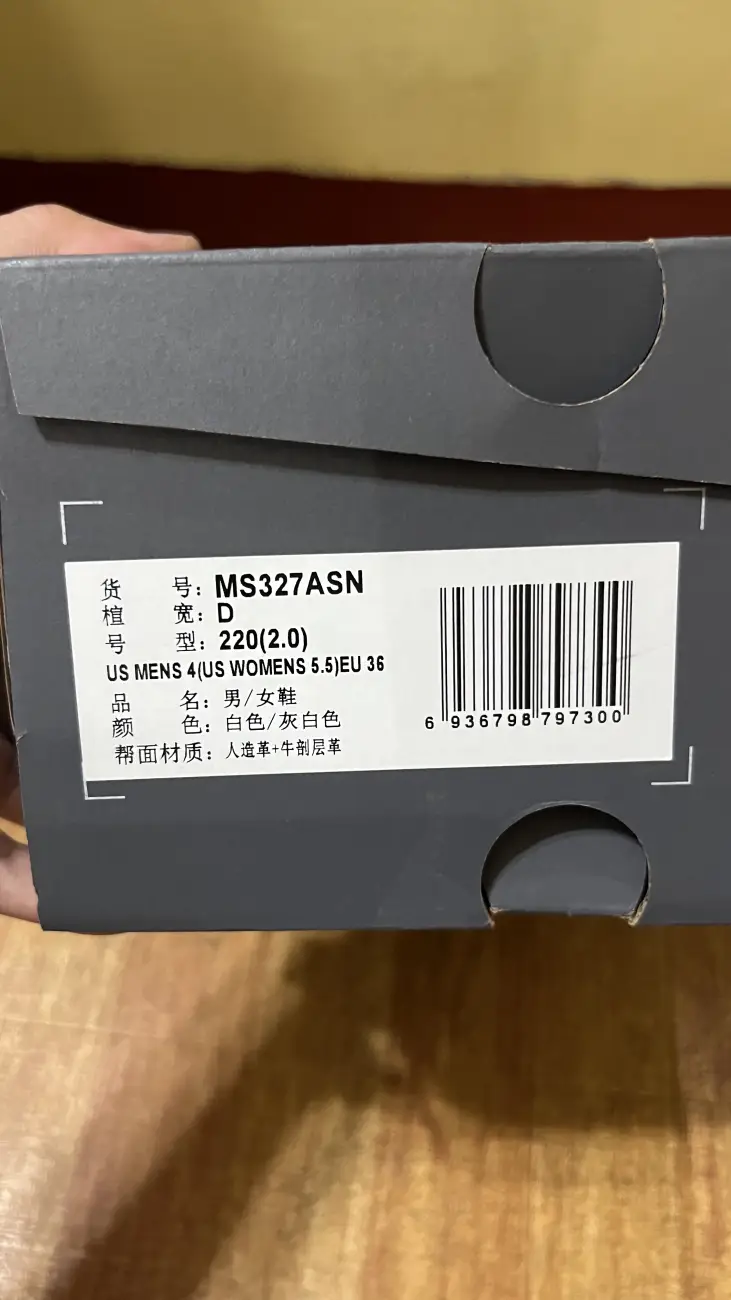 货 号：MS327ASN
楦 宽：D
号 型：220(2.0)
US MENS 4(US WOMENS 5.5)EU 36
品 名：男/女鞋
颜 色：白色/灰白色
帮面材质：人造革+牛剖层革
6 936798 797300